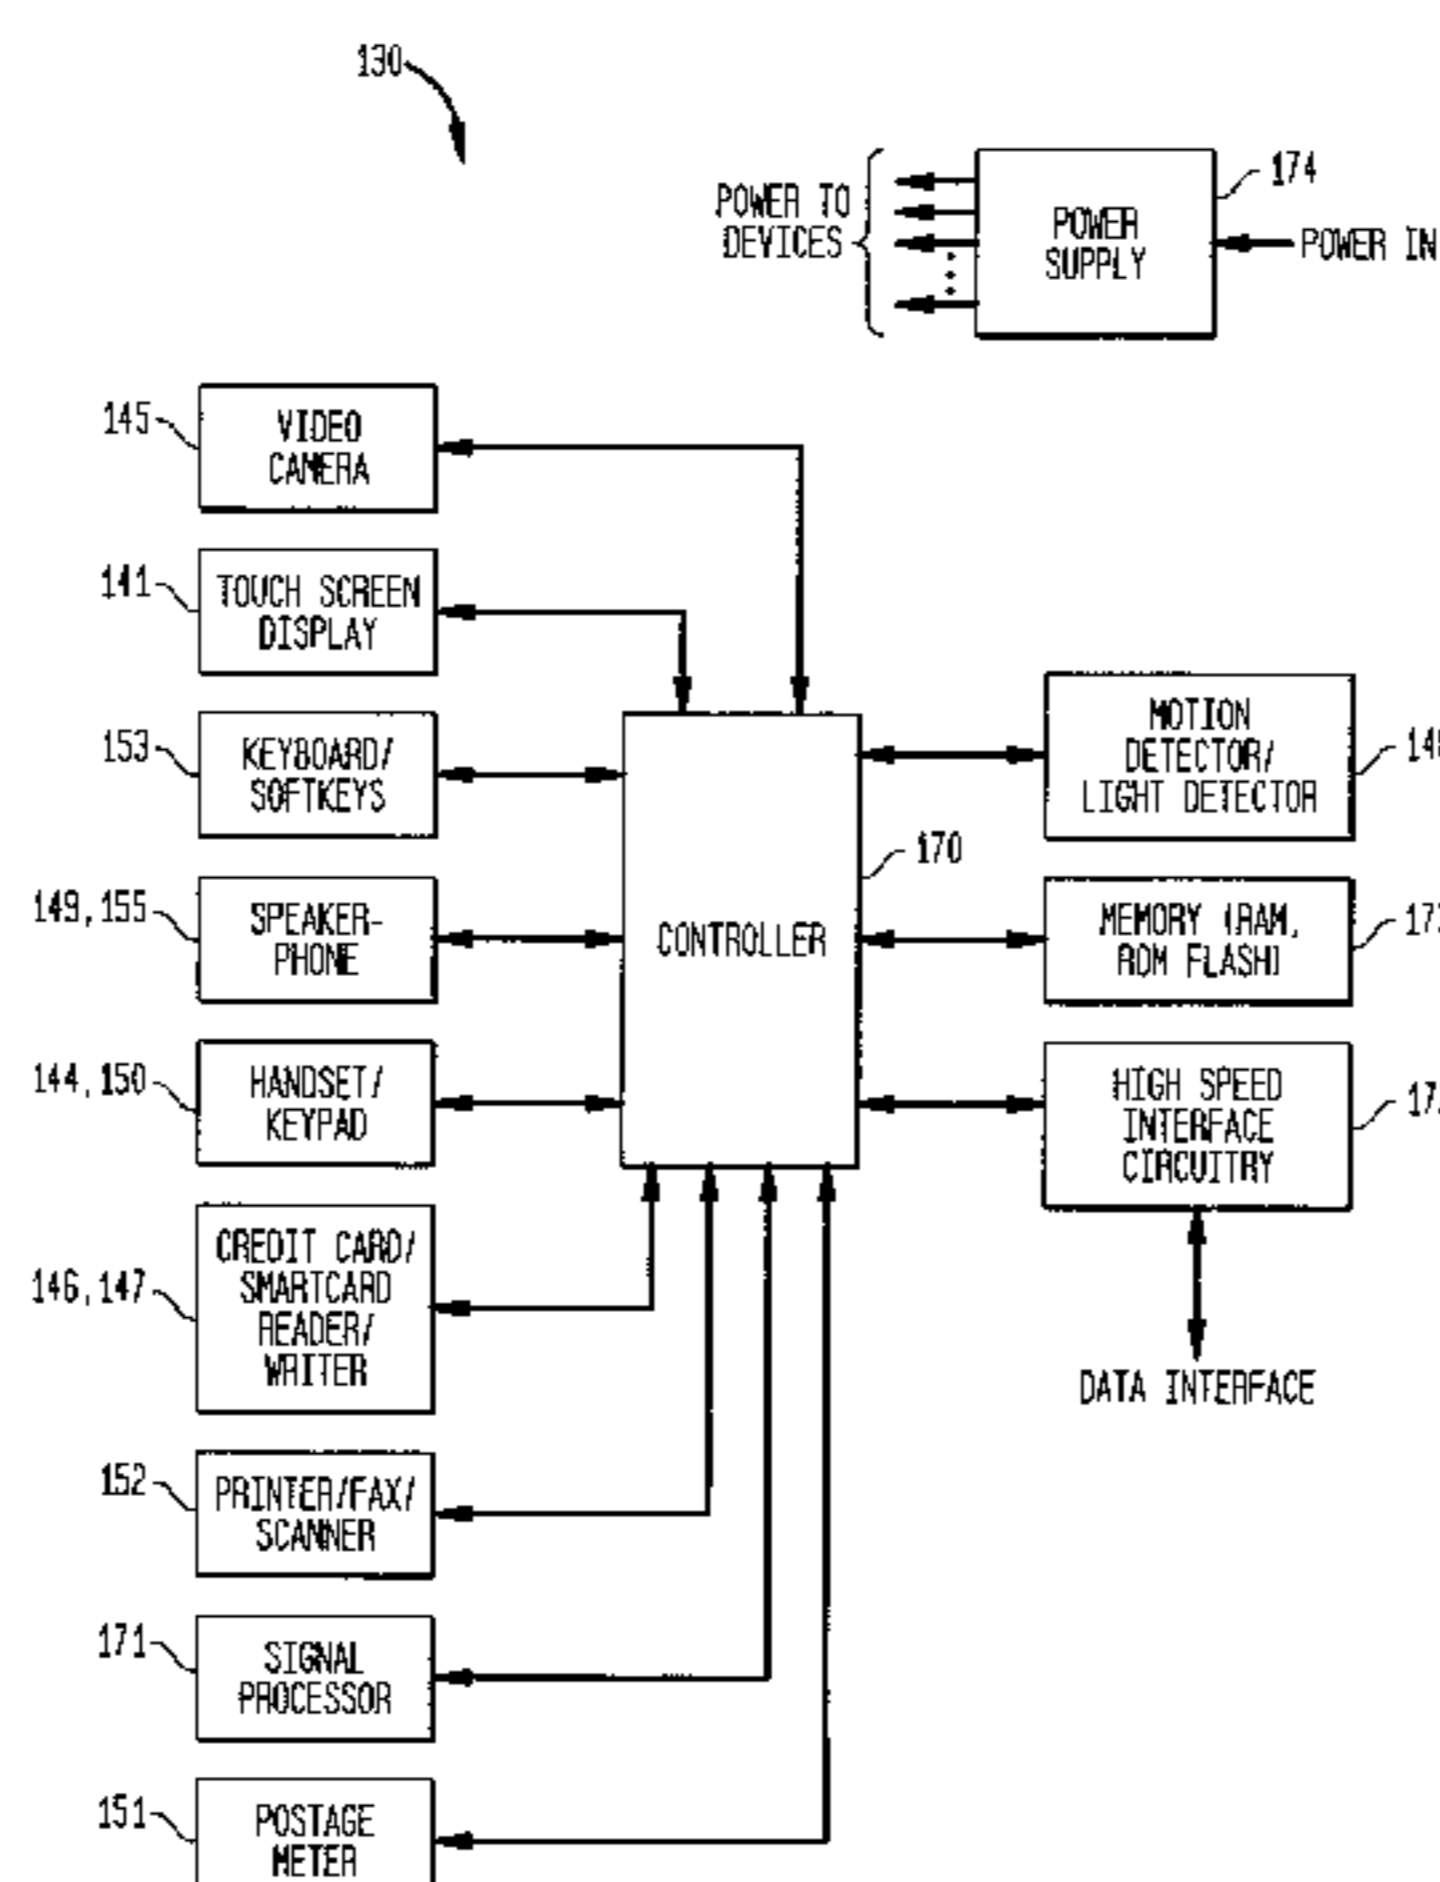 130
174
POWER TO
DEVICES
POWER
SUPPLY
POWER IN
145
VIDEO
CAMERA
141
TOUCH SCREEN
DISPLAY
153
KEYBOARD/
SOFTKEYS
MOTION
DETECTOR/
LIGHT DETECTOR
170
149,155
SPEAKER-
PHONE
CONTROLLER
MEMORY (RAM,
ROM FLASH)
144,150
HANDSET/
KEYPAD
HIGH SPEED
INTERFACE
CIRCUITRY
146,147
CREDIT CARD/
SMARTCARD
READER/
WRITER
DATA INTERFACE
152
PRINTER/FAX/
SCANNER
171
SIGNAL
PROCESSOR
151
POSTAGE
METER